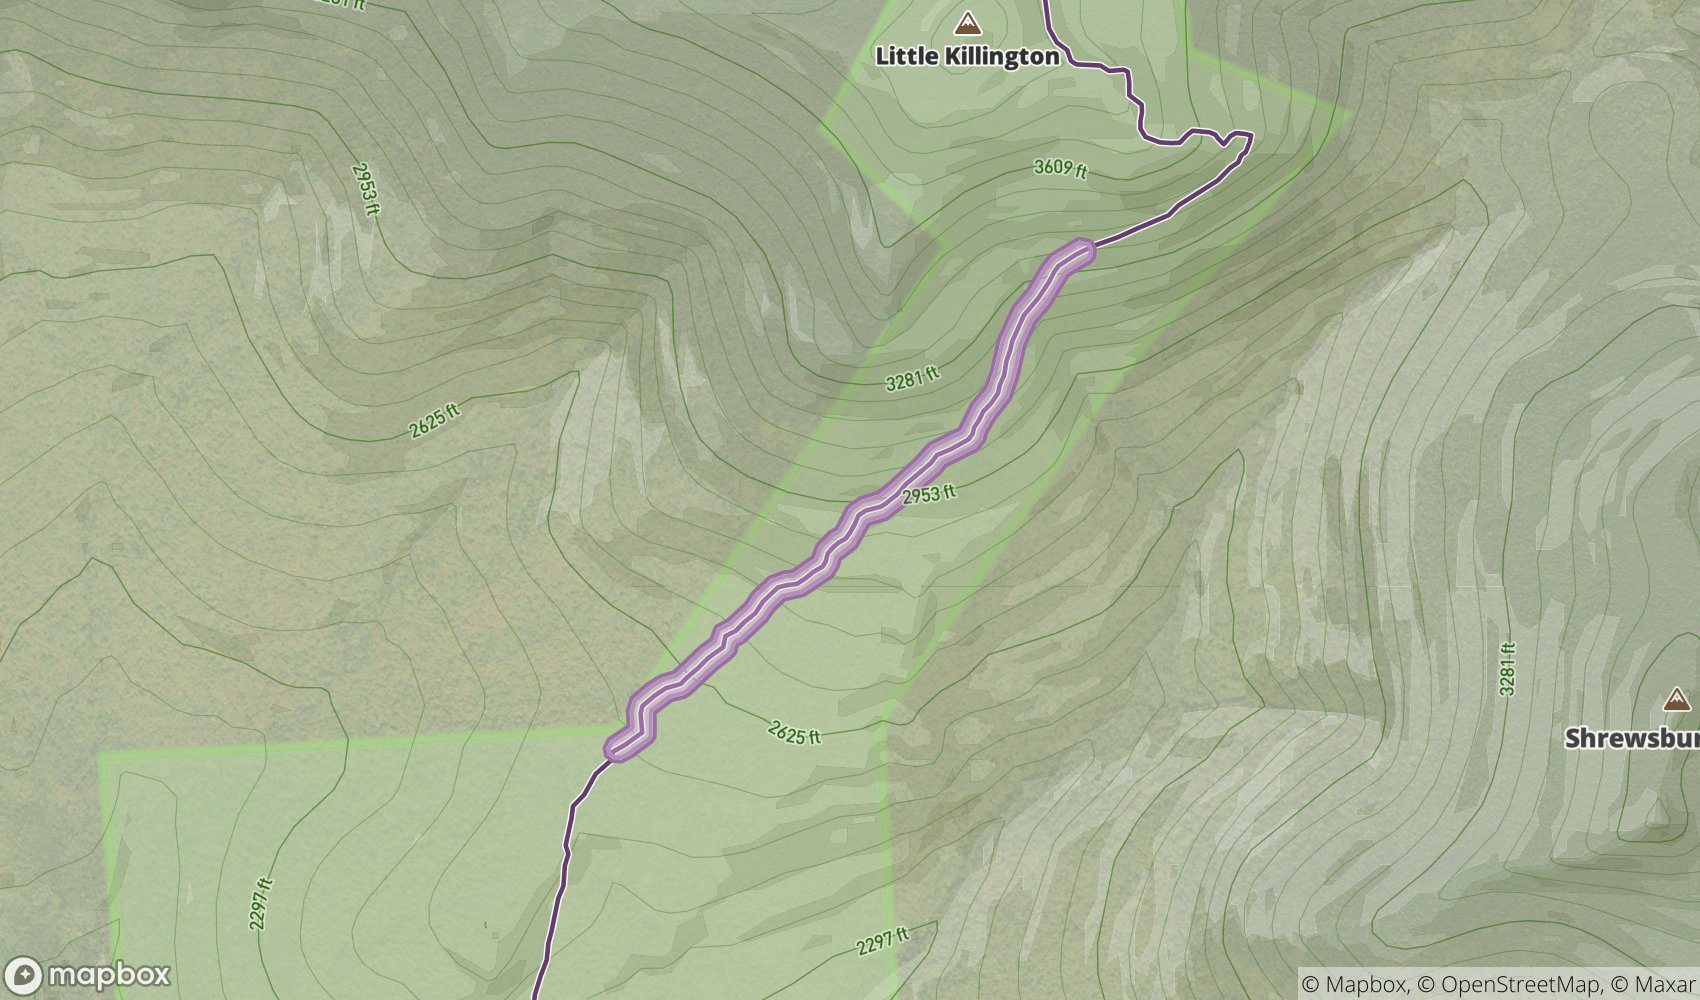 Little Killington
3609 ft
2953 ft
3281 ft
2625 ft
2953 ft
3281 ft
2625 ft
Shrewsbur
2297 ft
2297 ft
mapbox
© Mapbox, © OpenStreetMap, © Maxar